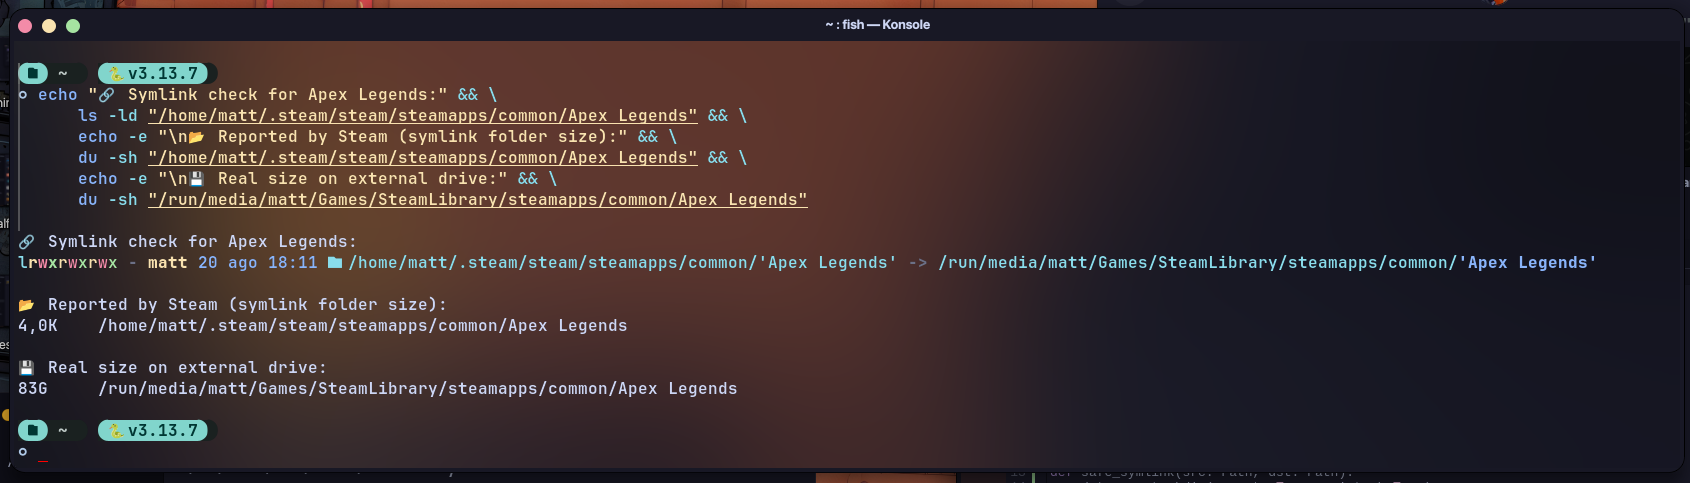 ~ : fish — Konsole
~ v3.13.7
echo "🔗 Symlink check for Apex Legends:" && \
ls -ld "/home/matt/.steam/steam/steamapps/common/Apex Legends" && \
echo -e "\n📂 Reported by Steam (symlink folder size):" && \
du -sh "/home/matt/.steam/steam/steamapps/common/Apex Legends" && \
echo -e "\n💾 Real size on external drive:" && \
du -sh "/run/media/matt/Games/SteamLibrary/steamapps/common/Apex Legends"
🔗 Symlink check for Apex Legends:
lrwxrwxrwx - matt 20 ago 18:11 /home/matt/.steam/steam/steamapps/common/'Apex Legends' -> /run/media/matt/Games/SteamLibrary/steamapps/common/'Apex Legends'
📂 Reported by Steam (symlink folder size):
4,0K /home/matt/.steam/steam/steamapps/common/Apex Legends
💾 Real size on external drive:
83G /run/media/matt/Games/SteamLibrary/steamapps/common/Apex Legends
~ v3.13.7
_